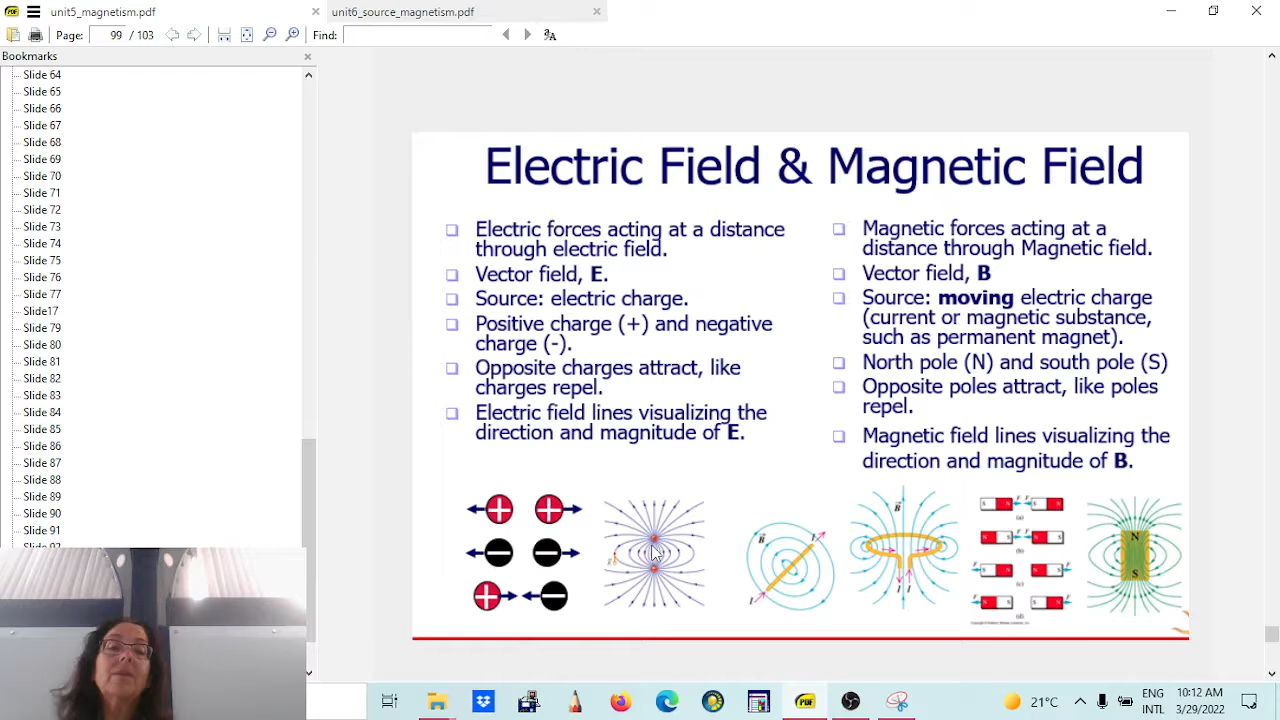 unit5_magnetism.pdf
unit6_source_magnetism.pdf
Page: 99 / 103
Find:
Bookmarks
Slide 64
Slide 65
Slide 66
Slide 67
Slide 68
Slide 69
Slide 70
Slide 71
Slide 72
Slide 73
Slide 74
Slide 75
Slide 76
Slide 77
Slide17
Slide 79
Slide 80
Slide 81
Slide 82
Slide 83
Slide 84
Slide 85
Slide 86
Slide 87
Slide 88
Slide 89
Slide 90
Slide 91
Slide 92
Electric Field & Magnetic Field
Electric forces acting at a distance
through electric field.
Vector field, E.
Source: electric charge.
Positive charge (+) and negative
charge (-).
Opposite charges attract, like
charges repel.
Electric field lines visualizing the
direction and magnitude of E.
Magnetic forces acting at a
distance through Magnetic field.
Vector field, B
Source: moving electric charge
(current or magnetic substance,
such as permanent magnet).
North pole (N) and south pole (S)
Opposite poles attract, like poles
repel.
Magnetic field lines visualizing the
direction and magnitude of B.
B
I
I
B
I I
S N F F S N
(a)
N S F F N S
(b)
F S N N S F
(c)
F N S S N F
(d)
N
S
ENG
INTL
21°C
10:12 AM
3/29/2022